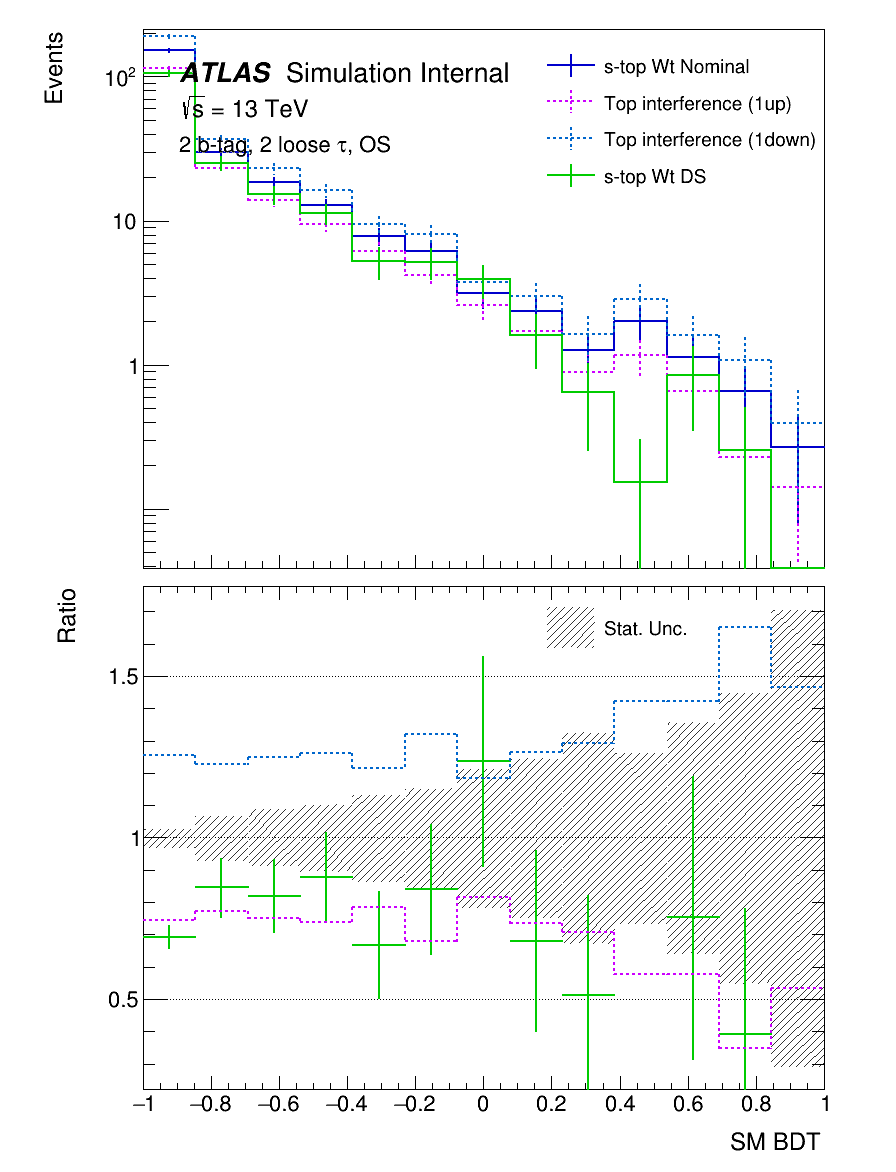 Events
10²
10
1
ATLAS Simulation Internal
√s = 13 TeV
2 b-tag, 2 loose τ, OS
s-top Wt Nominal
Top interference (1up)
Top interference (1down)
s-top Wt DS
Ratio
1.5
1
0.5
Stat. Unc.
−1 −0.8 −0.6 −0.4 −0.2 0 0.2 0.4 0.6 0.8 1
SM BDT